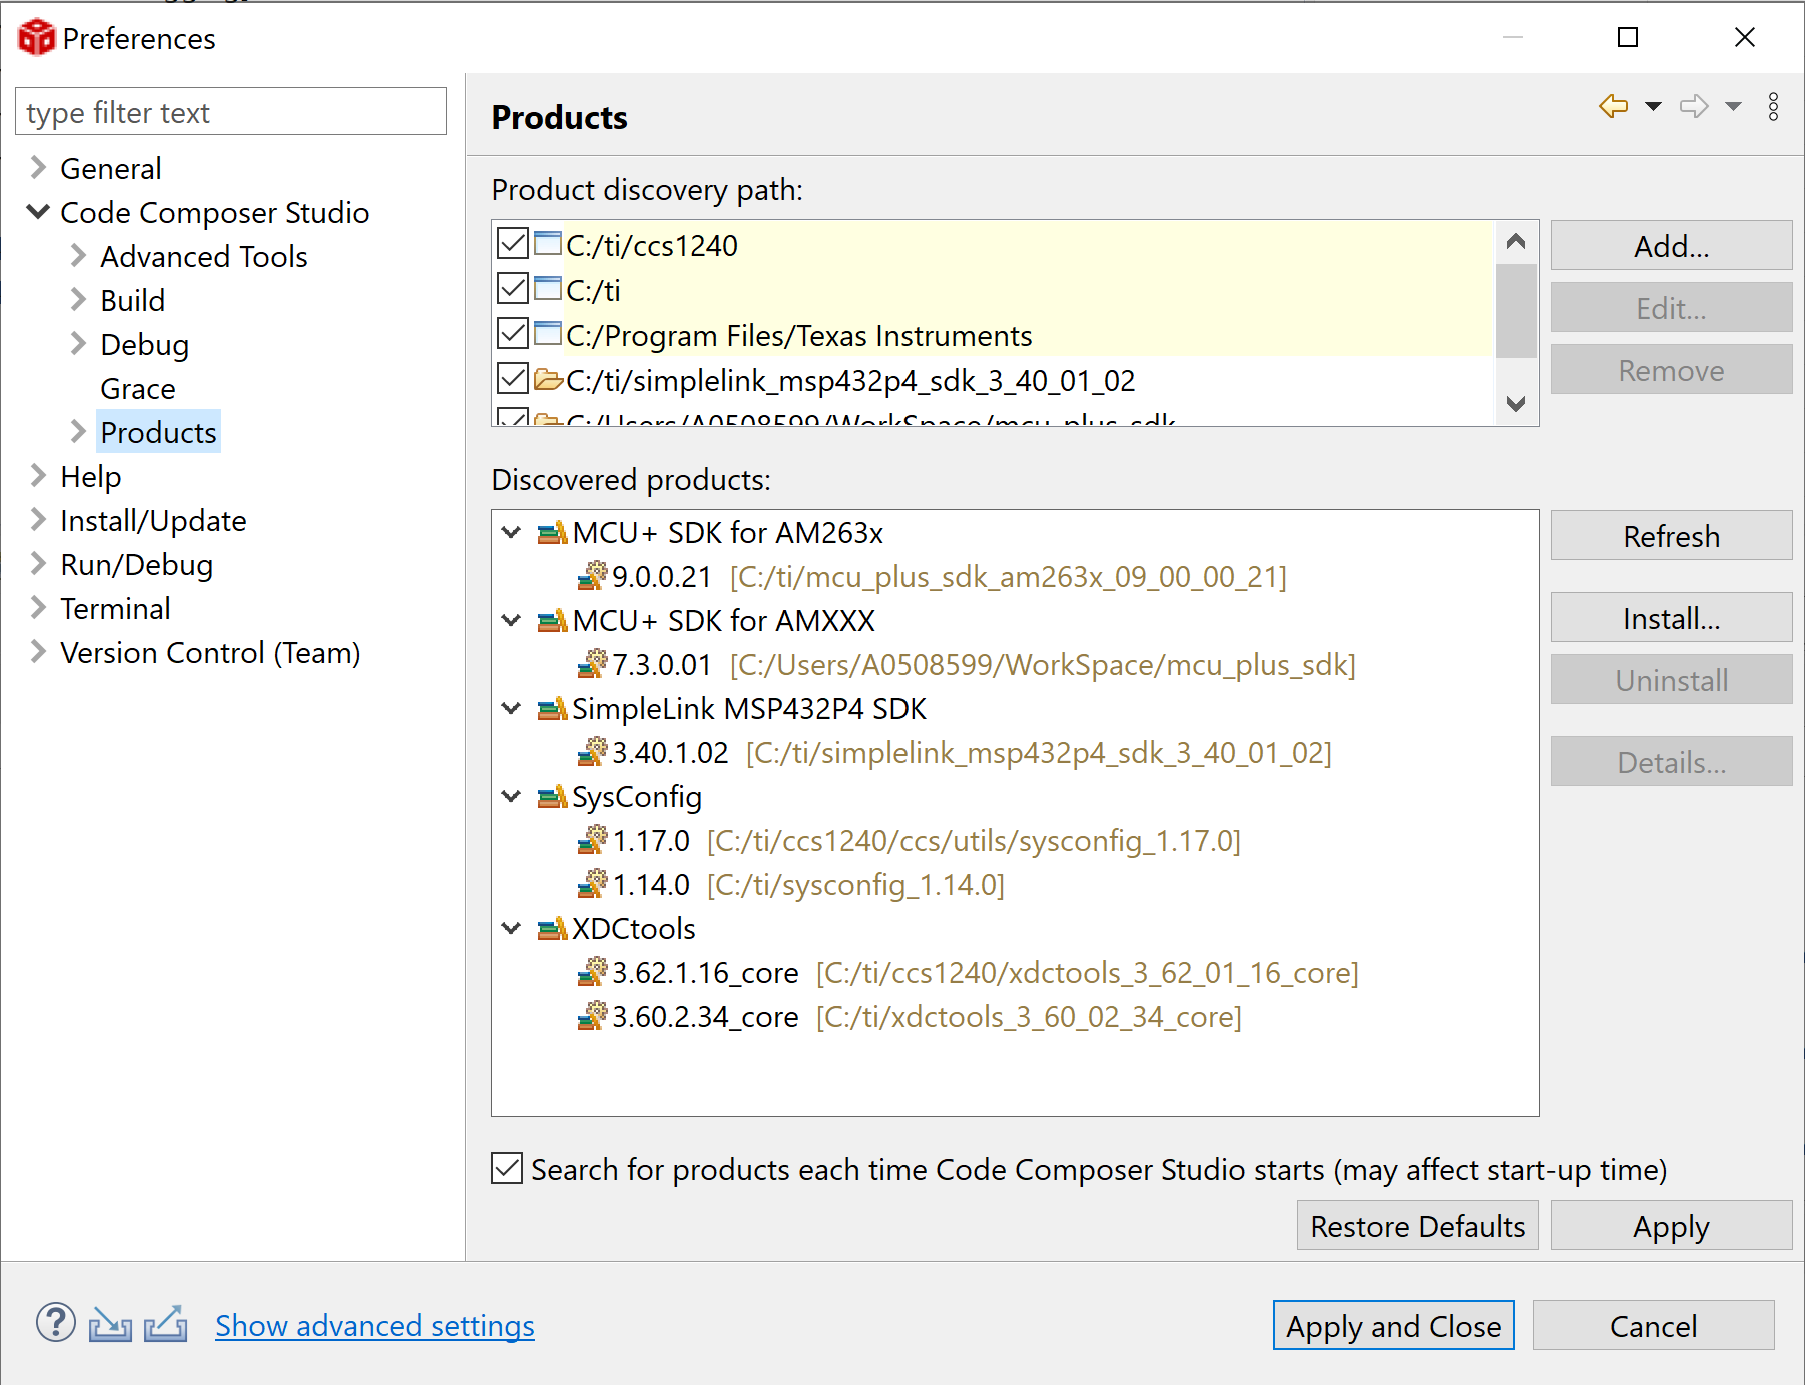 Preferences
type filter text
General
Code Composer Studio
Advanced Tools
Build
Debug
Grace
Products
Help
Install/Update
Run/Debug
Terminal
Version Control (Team)
Products
Product discovery path:
C:/ti/ccs1240
C:/ti
C:/Program Files/Texas Instruments
C:/ti/simplelink_msp432p4_sdk_3_40_01_02
C:/Users/A0508599/WorkSpace/mcu_plus_sdk
Add...
Edit...
Remove
Discovered products:
MCU+ SDK for AM263x
9.0.0.21 [C:/ti/mcu_plus_sdk_am263x_09_00_00_21]
MCU+ SDK for AMXXX
7.3.0.01 [C:/Users/A0508599/WorkSpace/mcu_plus_sdk]
SimpleLink MSP432P4 SDK
3.40.1.02 [C:/ti/simplelink_msp432p4_sdk_3_40_01_02]
SysConfig
1.17.0 [C:/ti/ccs1240/ccs/utils/sysconfig_1.17.0]
1.14.0 [C:/ti/sysconfig_1.14.0]
XDCtools
3.62.1.16_core [C:/ti/ccs1240/xdctools_3_62_01_16_core]
3.60.2.34_core [C:/ti/xdctools_3_60_02_34_core]
Refresh
Install...
Uninstall
Details...
Search for products each time Code Composer Studio starts (may affect start-up time)
Restore Defaults
Apply
Show advanced settings
Apply and Close
Cancel